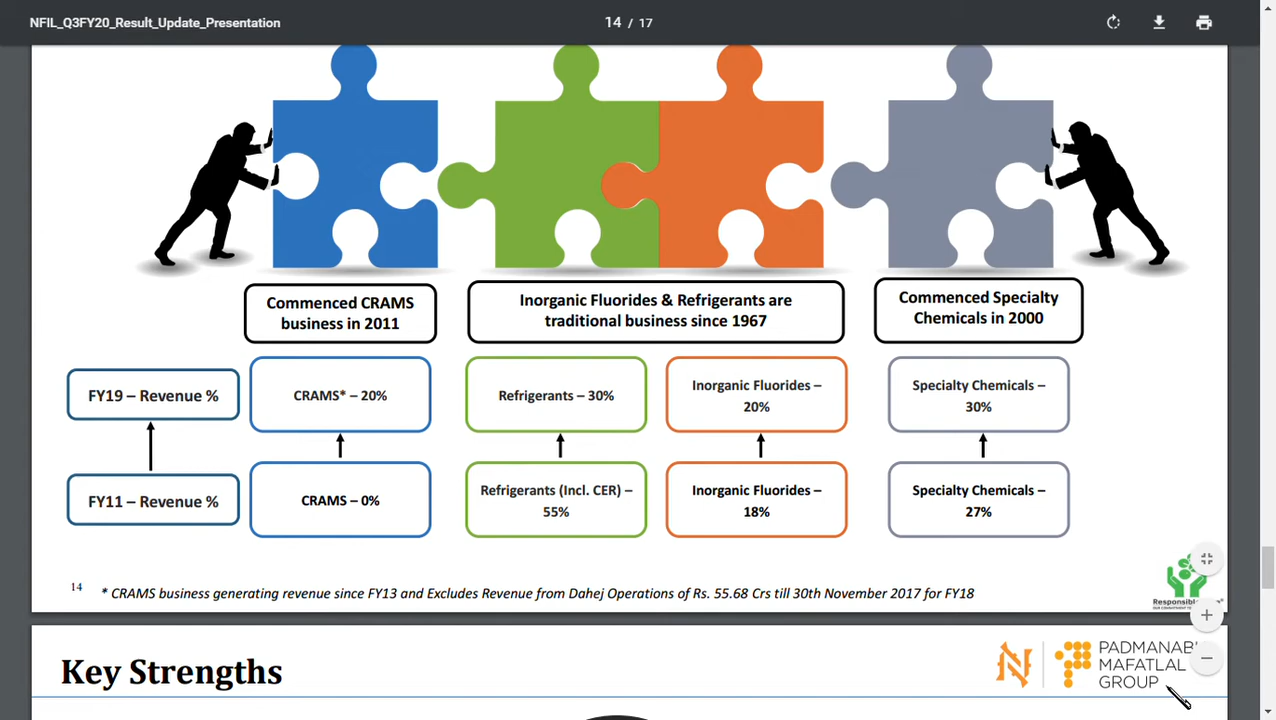 NFIL_Q3FY20_Result_Update_Presentation
14 / 17
Commenced CRAMS
business in 2011
Inorganic Fluorides & Refrigerants are
traditional business since 1967
Commenced Specialty
Chemicals in 2000
FY19 – Revenue %
CRAMS* – 20%
Refrigerants – 30%
Inorganic Fluorides –
20%
Specialty Chemicals –
30%
FY11 – Revenue %
CRAMS – 0%
Refrigerants (Incl. CER) –
55%
Inorganic Fluorides –
18%
Specialty Chemicals –
27%
14
* CRAMS business generating revenue since FY13 and Excludes Revenue from Dahej Operations of Rs. 55.68 Crs till 30th November 2017 for FY18
Key Strengths
MAFATLAL
GROUP